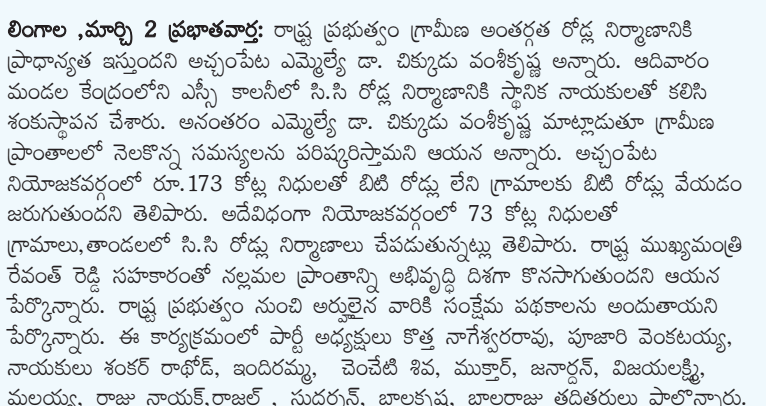 లింగాల ,మార్చి 2 ప్రభాతవార్త: రాష్ట్ర ప్రభుత్వం గ్రామీణ అంతర్గత రోడ్ల నిర్మాణానికి
ప్రాధాన్యత ఇస్తుందని అచ్చంపేట ఎమ్మెల్యే డా. చిక్కుడు వంశీకృష్ణ అన్నారు. ఆదివారం
మండల కేంద్రంలోని ఎస్సీ కాలనీలో సి.సి రోడ్ల నిర్మాణానికి స్థానిక నాయకులతో కలిసి
శంకుస్థాపన చేశారు. అనంతరం ఎమ్మెల్యే డా. చిక్కుడు వంశీకృష్ణ మాట్లాడుతూ గ్రామీణ
ప్రాంతాలలో నెలకొన్న సమస్యలను పరిష్కరిస్తామని ఆయన అన్నారు. అచ్చంపేట
నియోజకవర్గంలో రూ.173 కోట్ల నిధులతో బిటి రోడ్లు లేని గ్రామాలకు బిటి రోడ్లు వేయడం
జరుగుతుందని తెలిపారు. అదేవిధంగా నియోజకవర్గంలో 73 కోట్ల నిధులతో
గ్రామాలు,తాండలలో సి.సి రోడ్లు నిర్మాణాలు చేపడుతున్నట్లు తెలిపారు. రాష్ట్ర ముఖ్యమంత్రి
రేవంత్ రెడ్డి సహకారంతో నల్లమల ప్రాంతాన్ని అభివృద్ధి దిశగా కొనసాగుతుందని ఆయన
పేర్కొన్నారు. రాష్ట్ర ప్రభుత్వం నుంచి అర్హులైన వారికి సంక్షేమ పథకాలను అందుతాయని
పేర్కొన్నారు. ఈ కార్యక్రమంలో పార్టీ అధ్యక్షులు కొత్త నాగేశ్వరరావు, పూజారి వెంకటయ్య,
నాయకులు శంకర్ రాథోడ్, ఇందిరమ్మ, చెంచేటి శివ, ముక్తార్, జనార్దన్, విజయలక్ష్మి,
మల్లయ్య, రాజు నాయక్,రాజల్ , సుదర్శన్, బాలకృష్ణ, బాలరాజు తదితరులు పాల్గొన్నారు.